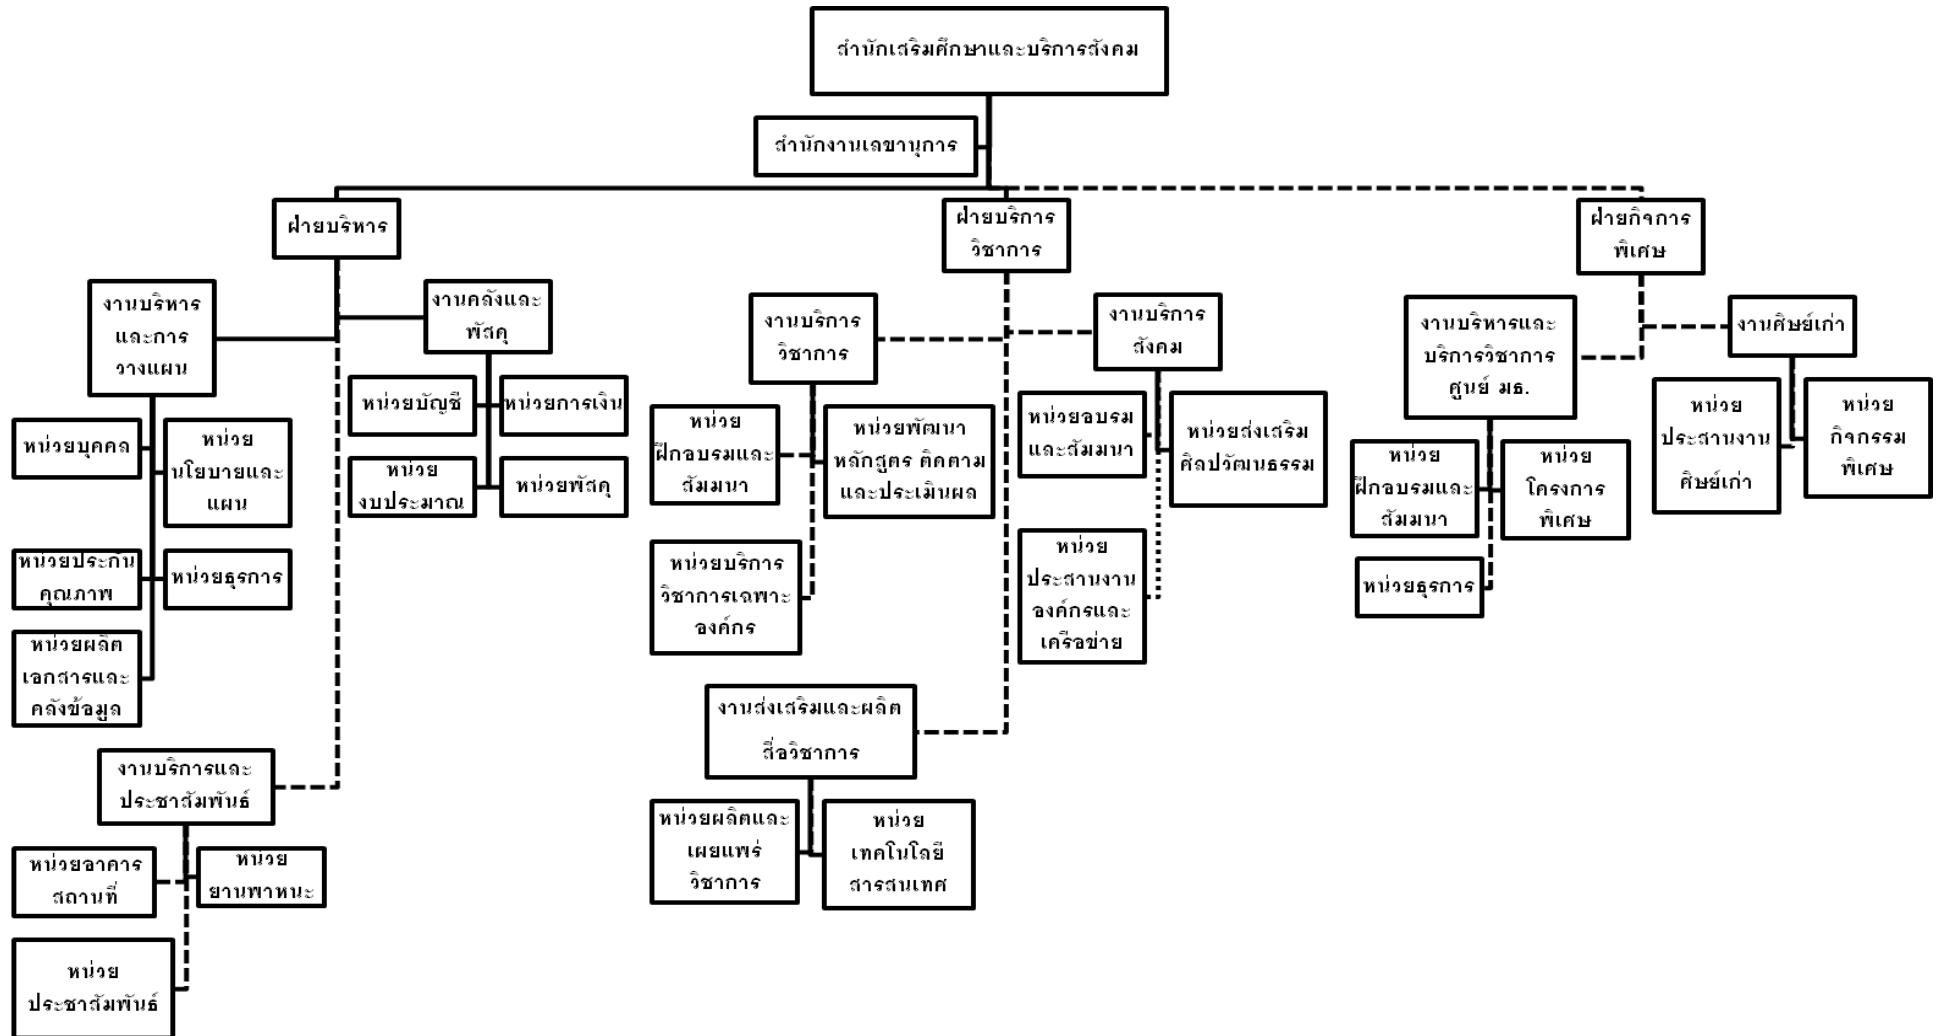 สำนักเสริมศึกษาและบริการสังคม
สำนักงานเลขานุการ
ฝ่ายบริหาร
ฝ่ายบริการ
วิชาการ
ฝ่ายกิจการ
พิเศษ
งานบริหาร
และการ
วางแผน
งานคลังและ
พัสดุ
หน่วยบัญชี
หน่วยการเงิน
หน่วย
งบประมาณ
หน่วยพัสดุ
หน่วยบุคคล
หน่วย
นโยบายและ
แผน
หน่วยประกัน
คุณภาพ
หน่วยธุรการ
หน่วยผลิต
เอกสารและ
คลังข้อมูล
งานบริการและ
ประชาสัมพันธ์
หน่วยอาคาร
สถานที่
หน่วย
ยานพาหนะ
หน่วย
ประชาสัมพันธ์
งานบริการ
วิชาการ
งานบริการ
สังคม
หน่วย
ฝึกอบรมและ
สัมมนา
หน่วยพัฒนา
หลักสูตร ติดตาม
และประเมินผล
หน่วยบริการ
วิชาการเฉพาะ
องค์กร
หน่วยอบรม
และสัมมนา
หน่วยส่งเสริม
ศิลปวัฒนธรรม
หน่วย
ประสานงาน
องค์กรและ
เครือข่าย
งานส่งเสริมและผลิต
สื่อวิชาการ
หน่วยผลิตและ
เผยแพร่
วิชาการ
หน่วย
เทคโนโลยี
สารสนเทศ
งานบริหารและ
บริการวิชาการ
ศูนย์ มธ.
งานศิษย์เก่า
หน่วย
ฝึกอบรมและ
สัมมนา
หน่วย
โครงการ
พิเศษ
หน่วยธุรการ
หน่วย
ประสานงาน
ศิษย์เก่า
หน่วย
กิจกรรม
พิเศษ